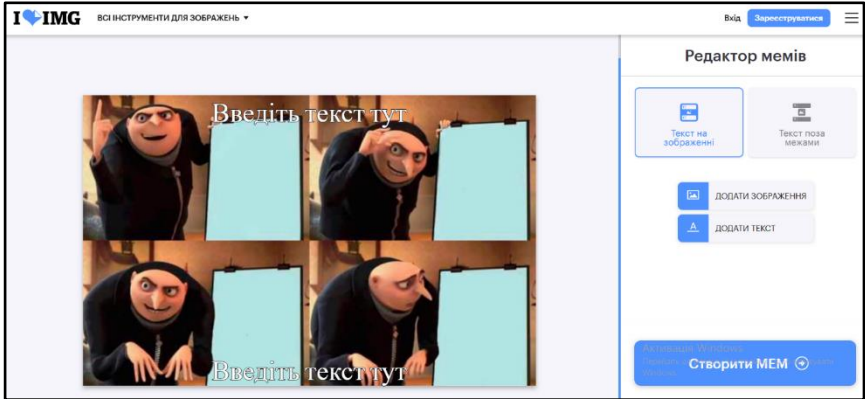 I IMG
ВСІ ІНСТРУМЕНТИ ДЛЯ ЗОБРАЖЕНЬ
Вхід
Зареєструватися
Редактор мемів
Введіть текст тут
Текст на
зображенні
Текст поза
межами
ДОДАТИ ЗОБРАЖЕННЯ
ДОДАТИ ТЕКСТ
Введіть текст тут
Активація Windows
Створити МЕМ